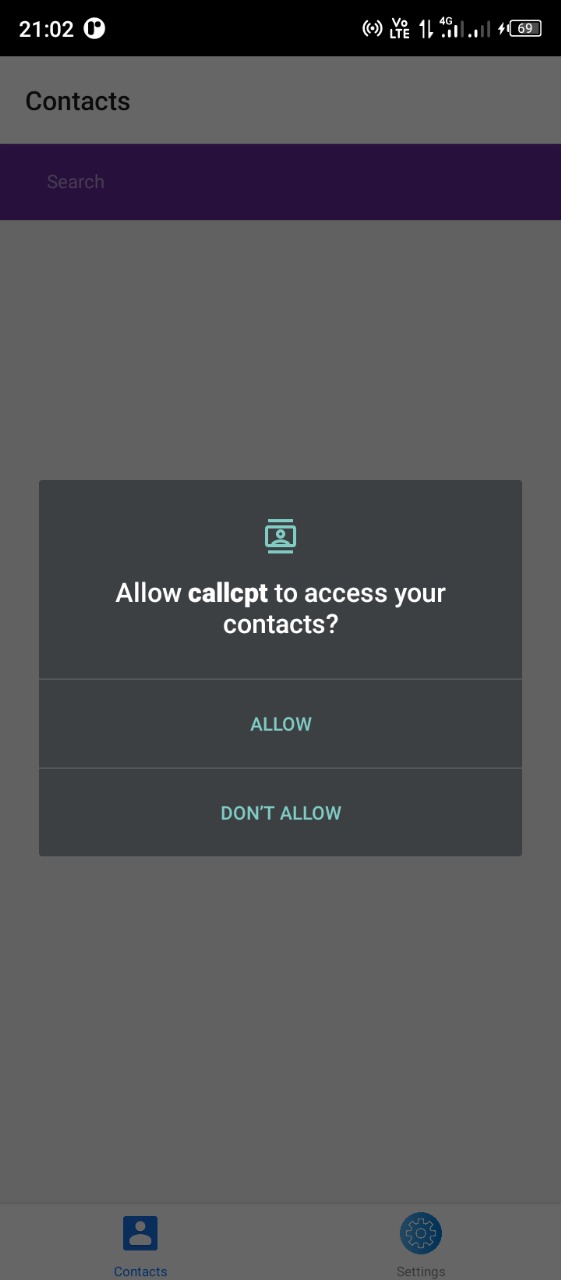 21:02
Vo
LTE
4G
69
Contacts
Search
Allow callcpt to access your
contacts?
ALLOW
DON'T ALLOW
Contacts
Settings